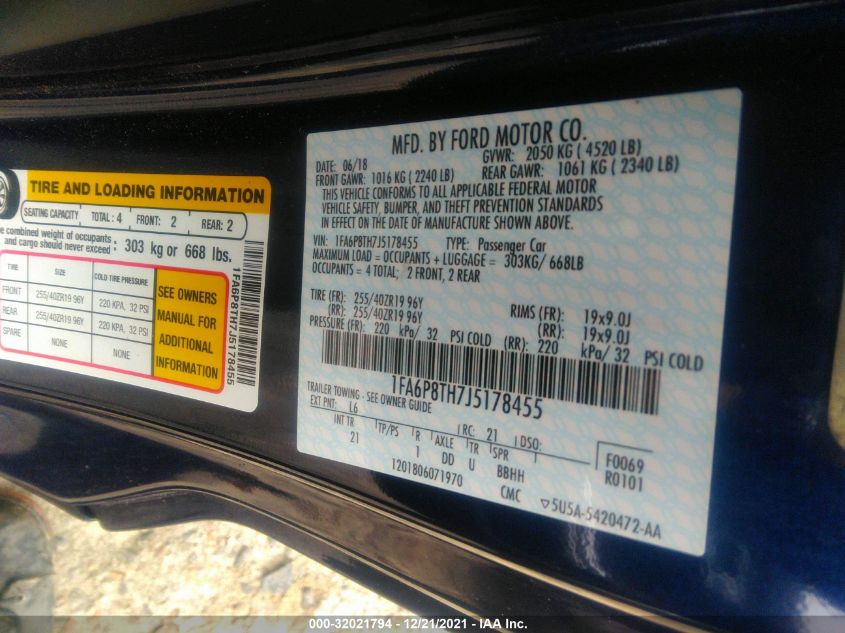 TIRE AND LOADING INFORMATION
SEATING CAPACITY TOTAL : 4 FRONT: 2 REAR: 2
combined weight of occupants
and cargo should never exceed : 303 kg or 668 lbs.
TIRE SIZE COLD TIRE PRESSURE
FRONT 255/40ZR19 96Y 220 KPA, 32 PSI
REAR 255/40ZR19 96Y 220 KPA, 32 PSI
SPARE NONE NONE
SEE OWNERS
MANUAL FOR
ADDITIONAL
INFORMATION
1FA6P8TH7J5178455
MFD. BY FORD MOTOR CO.
DATE: 06/18 GVWR: 2050 KG ( 4520 LB)
FRONT GAWR: 1016 KG ( 2240 LB) REAR GAWR: 1061 KG ( 2340 LB)
THIS VEHICLE CONFORMS TO ALL APPLICABLE FEDERAL MOTOR
VEHICLE SAFETY, BUMPER, AND THEFT PREVENTION STANDARDS
IN EFFECT ON THE DATE OF MANUFACTURE SHOWN ABOVE.
VIN: 1FA6P8TH7J5178455 TYPE: Passenger Car
MAXIMUM LOAD = OCCUPANTS + LUGGAGE = 303KG/ 668LB
OCCUPANTS = 4 TOTAL; 2 FRONT, 2 REAR
TIRE (FR): 255/40ZR19 96Y RIMS (FR): 19x9.0J
(RR): 255/40ZR19 96Y (RR): 19x9.0J
PRESSURE (FR): 220 kPa/ 32 PSI COLD (RR): 220 kPa/ 32 PSI COLD
1FA6P8TH7J5178455
TRAILER TOWING - SEE OWNER GUIDE
EXT PNT: L6 RC: 21 DSO:
INT TR TP/PS R AXLE TR SPR T
21 1 DD U BBHH
F0069
R0101
1201806071970 CMC ▽5U5A-5420472-AA
000-32021794 - 12/21/2021 - IAA Inc.